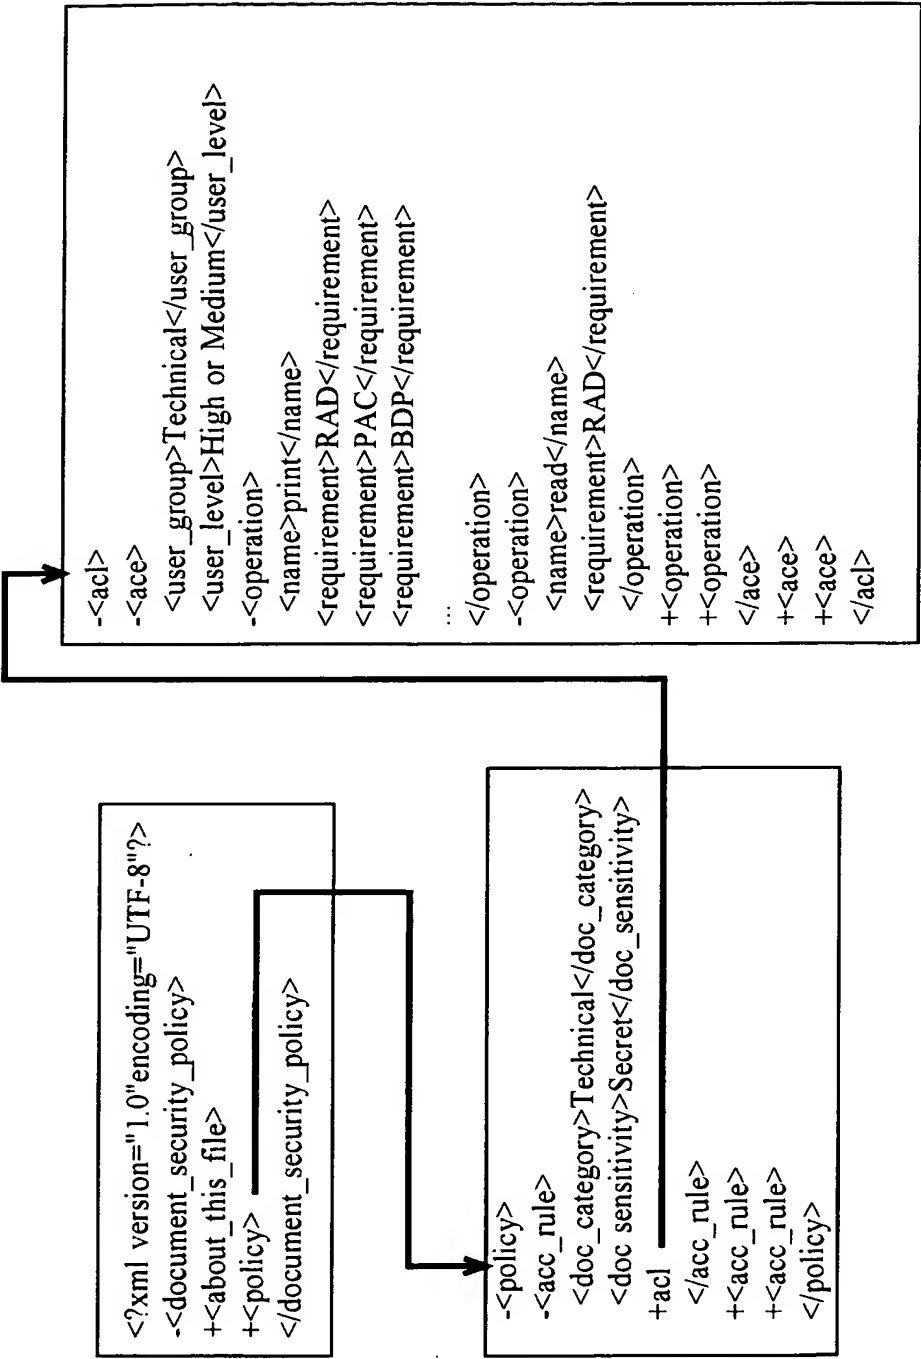 <?xml version="1.0"encoding="UTF-8"?>
-<document_security_policy>
+<about_this_file>
+<policy>
</document_security_policy>
-<policy>
-<acc_rule>
<doc_category>Technical</doc_category>
<doc sensitivity>Secret</doc_sensitivity>
+acl
</acc_rule>
+<acc_rule>
+<acc_rule>
</policy>
-<acl>
-<ace>
<user_group>Technical</user_group>
<user_level>High or Medium</user_level>
-<operation>
<name>print</name>
<requirement>RAD</requirement>
<requirement>PAC</requirement>
<requirement>BDP</requirement>
...
</operation>
-<operation>
<name>read</name>
<requirement>RAD</requirement>
</operation>
+<operation>
+<operation>
</ace>
+<ace>
+<ace>
</acl>